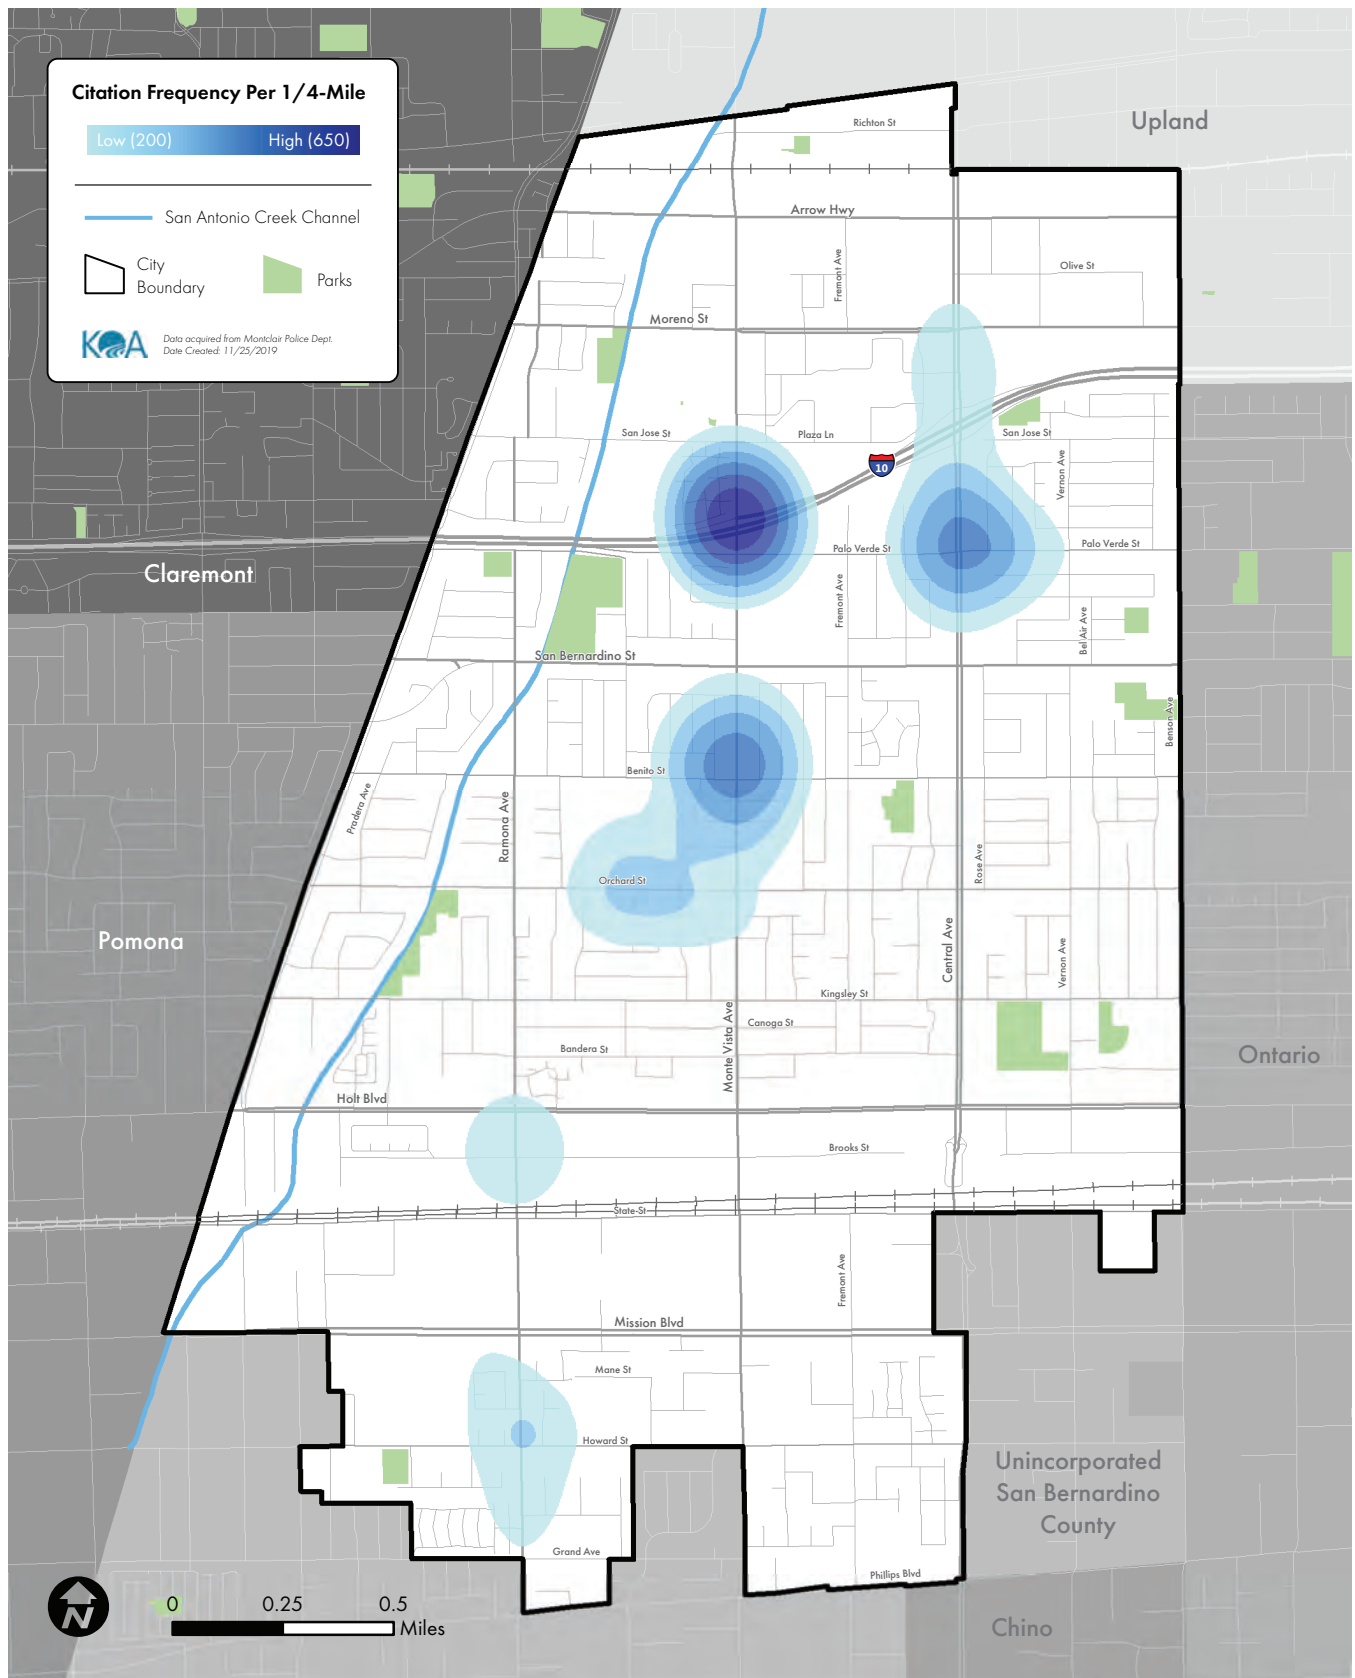 Citation Frequency Per 1/4-Mile
Low (200)
High (650)
San Antonio Creek Channel
City
Boundary
Parks
KOA
Data acquired from Montclair Police Dept.
Date Created: 11/25/2019
Upland
Richton St
Arrow Hwy
Fremont Ave
Olive St
Moreno St
San Jose St
Plaza Ln
San Jose St
10
Vernon Ave
Claremont
Palo Verde St
Palo Verde St
Fremont Ave
Bel Air Ave
San Bernardino St
Benson Ave
Benito St
Pradera Ave
Ramona Ave
Orchard St
Rose Ave
Pomona
Central Ave
Vernon Ave
Kingsley St
Monte Vista Ave
Canoga St
Bandera St
Ontario
Holt Blvd
Brooks St
State St
Fremont Ave
Mission Blvd
Mane St
Howard St
Unincorporated
San Bernardino
County
Grand Ave
Phillips Blvd
N
0 0.25 0.5
Miles
Chino